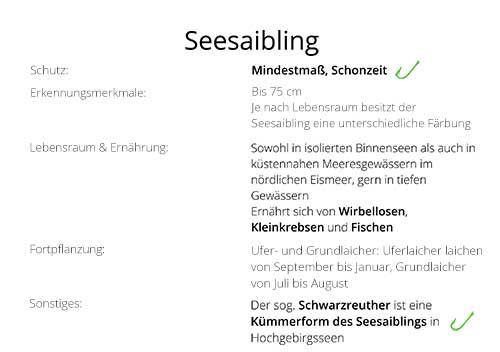 Seesaibling
Schutz:
Mindestmaß, Schonzeit
Erkennungsmerkmale:
Bis 75 cm
Je nach Lebensraum besitzt der
Seesaibling eine unterschiedliche Färbung
Lebensraum & Ernährung:
Sowohl in isolierten Binnenseen als auch in
küstennahen Meeresgewässern im
nördlichen Eismeer, gern in tiefen
Gewässern
Ernährt sich von Wirbellosen,
Kleinkrebsen und Fischen
Fortpflanzung:
Ufer- und Grundlaicher: Uferlaicher laichen
von September bis Januar, Grundlaicher
von Juli bis August
Sonstiges:
Der sog. Schwarzreuther ist eine
Kümmerform des Seesaiblings in
Hochgebirgsseen